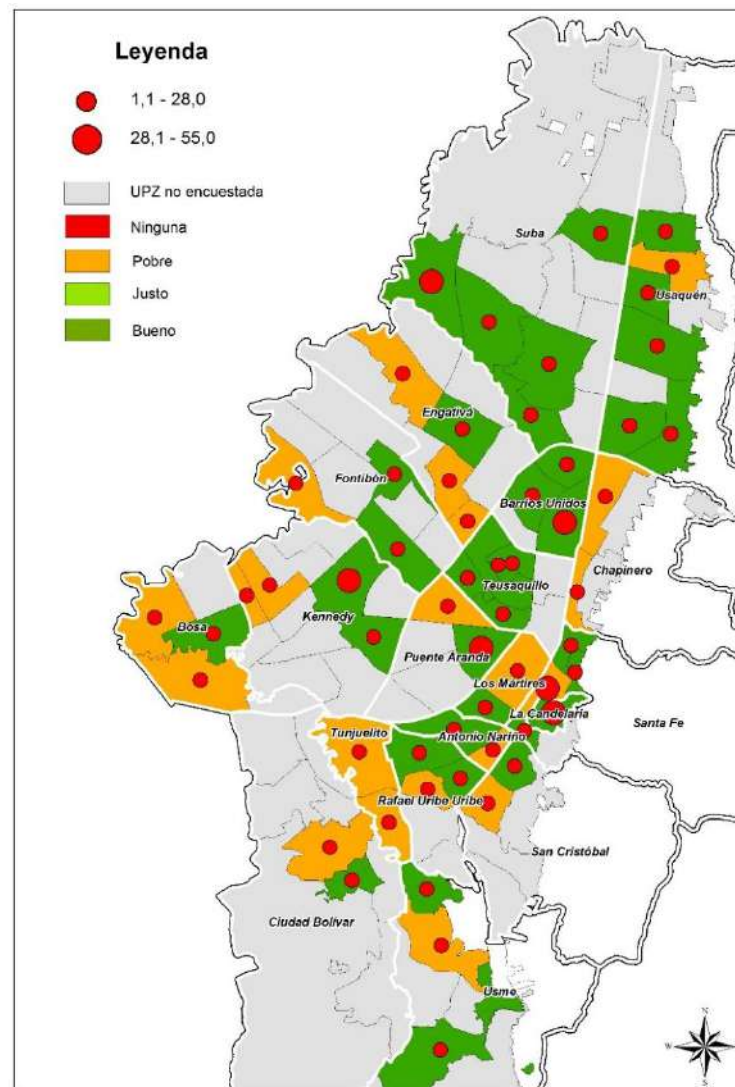 Leyenda
1,1 - 28,0
28,1 - 55,0
UPZ no encuestada
Ninguna
Pobre
Justo
Bueno
Suba
Usaquén
Engativá
Fontibón
Barrios Unidos
Chapinero
Teusaquillo
Kennedy
Bosa
Puente Aranda
Los Mártires
La Candelaria
Santa Fe
Tunjuelito
Antonio Nariño
Rafael Uribe Uribe
San Cristóbal
Ciudad Bolívar
Usme
N
W
E
S